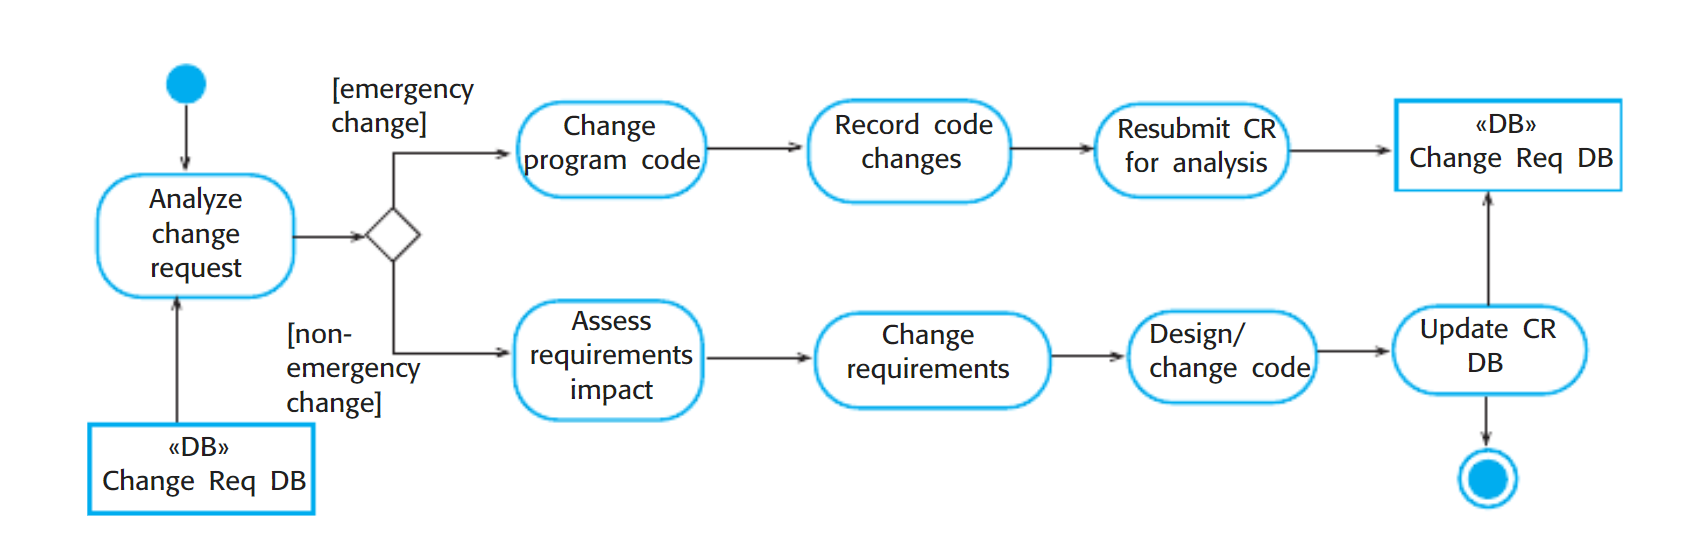 [emergency
change]
Change
program code
Record code
changes
Resubmit CR
for analysis
«DB»
Change Req DB
Analyze
change
request
[non-
emergency
change]
Assess
requirements
impact
Change
requirements
Design/
change code
Update CR
DB
«DB»
Change Req DB